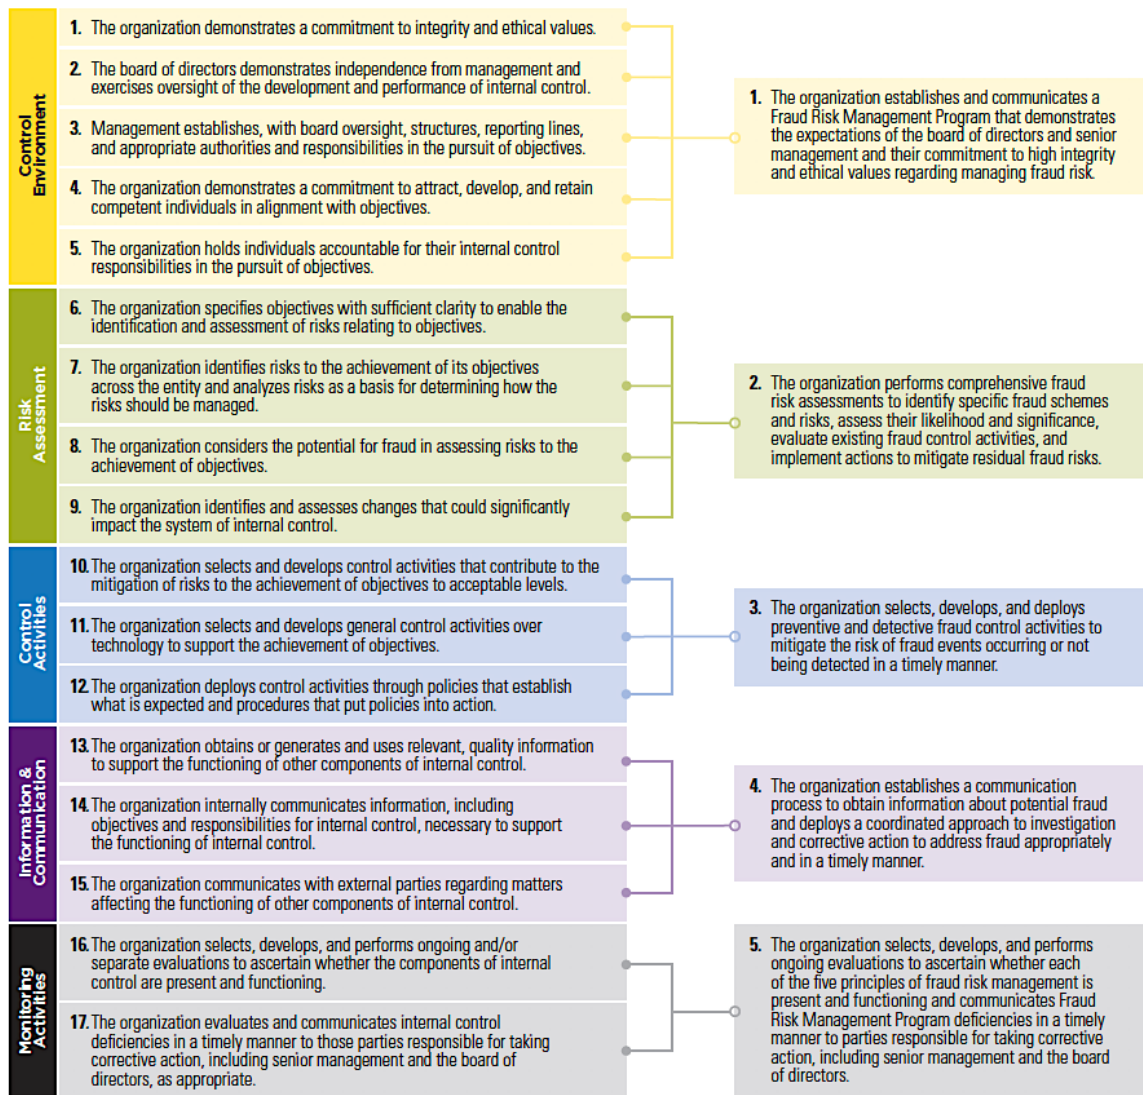 Control
Environment
1. The organization demonstrates a commitment to integrity and ethical values.
2. The board of directors demonstrates independence from management and
exercises oversight of the development and performance of internal control.
3. Management establishes, with board oversight, structures, reporting lines,
and appropriate authorities and responsibilities in the pursuit of objectives.
4. The organization demonstrates a commitment to attract, develop, and retain
competent individuals in alignment with objectives.
5. The organization holds individuals accountable for their internal control
responsibilities in the pursuit of objectives.
1. The organization establishes and communicates a
Fraud Risk Management Program that demonstrates
the expectations of the board of directors and senior
management and their commitment to high integrity
and ethical values regarding managing fraud risk.
Risk
Assessment
6. The organization specifies objectives with sufficient clarity to enable the
identification and assessment of risks relating to objectives.
7. The organization identifies risks to the achievement of its objectives
across the entity and analyzes risks as a basis for determining how the
risks should be managed.
8. The organization considers the potential for fraud in assessing risks to the
achievement of objectives.
9. The organization identifies and assesses changes that could significantly
impact the system of internal control.
2. The organization performs comprehensive fraud
risk assessments to identify specific fraud schemes
and risks, assess their likelihood and significance,
evaluate existing fraud control activities, and
implement actions to mitigate residual fraud risks.
Control
Activities
10. The organization selects and develops control activities that contribute to the
mitigation of risks to the achievement of objectives to acceptable levels.
11. The organization selects and develops general control activities over
technology to support the achievement of objectives.
12. The organization deploys control activities through policies that establish
what is expected and procedures that put policies into action.
3. The organization selects, develops, and deploys
preventive and detective fraud control activities to
mitigate the risk of fraud events occurring or not
being detected in a timely manner.
Information &
Communication
13. The organization obtains or generates and uses relevant, quality information
to support the functioning of other components of internal control.
14. The organization internally communicates information, including
objectives and responsibilities for internal control, necessary to support
the functioning of internal control.
15. The organization communicates with external parties regarding matters
affecting the functioning of other components of internal control.
4. The organization establishes a communication
process to obtain information about potential fraud
and deploys a coordinated approach to investigation
and corrective action to address fraud appropriately
and in a timely manner.
Monitoring
Activities
16. The organization selects, develops, and performs ongoing and/or
separate evaluations to ascertain whether the components of internal
control are present and functioning.
17. The organization evaluates and communicates internal control
deficiencies in a timely manner to those parties responsible for taking
corrective action, including senior management and the board of
directors, as appropriate.
5. The organization selects, develops, and performs
ongoing evaluations to ascertain whether each
of the five principles of fraud risk management is
present and functioning and communicates Fraud
Risk Management Program deficiencies in a timely
manner to parties responsible for taking corrective
action, including senior management and the board
of directors.